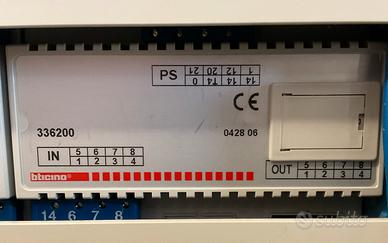 PS
0 T4 12 1
21 20 14 14
336200
CE
0428 06
IN
5 6 7 8
1 2 3 4
OUT
5 6 7 8
1 2 3 4
bticino
14 6 7 8
subito